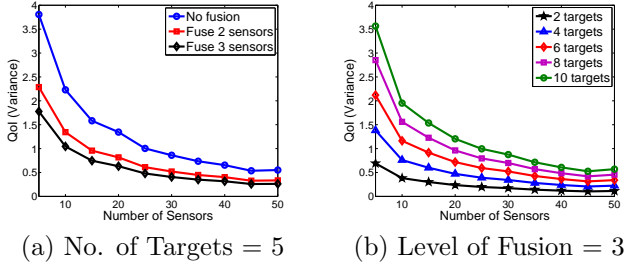 4
3.5
3
2.5
2
1.5
1
0.5
0
QoI (Variance)
No fusion
Fuse 2 sensors
Fuse 3 sensors
10 20 30 40 50
Number of Sensors
(a) No. of Targets = 5
4
3.5
3
2.5
2
1.5
1
0.5
0
QoI (Variance)
2 targets
4 targets
6 targets
8 targets
10 targets
10 20 30 40 50
Number of Sensors
(b) Level of Fusion = 3